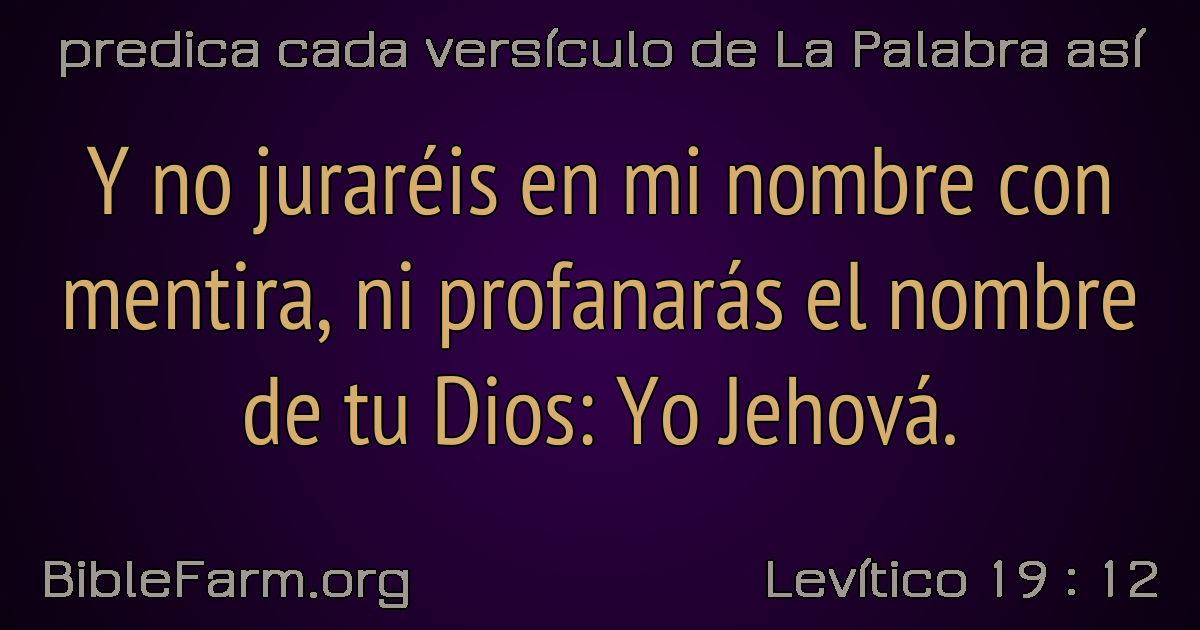 predica cada versículo de La Palabra así
Y no juraréis en mi nombre con
mentira, ni profanarás el nombre
de tu Dios: Yo Jehová.
BibleFarm.org
Levítico 19 : 12